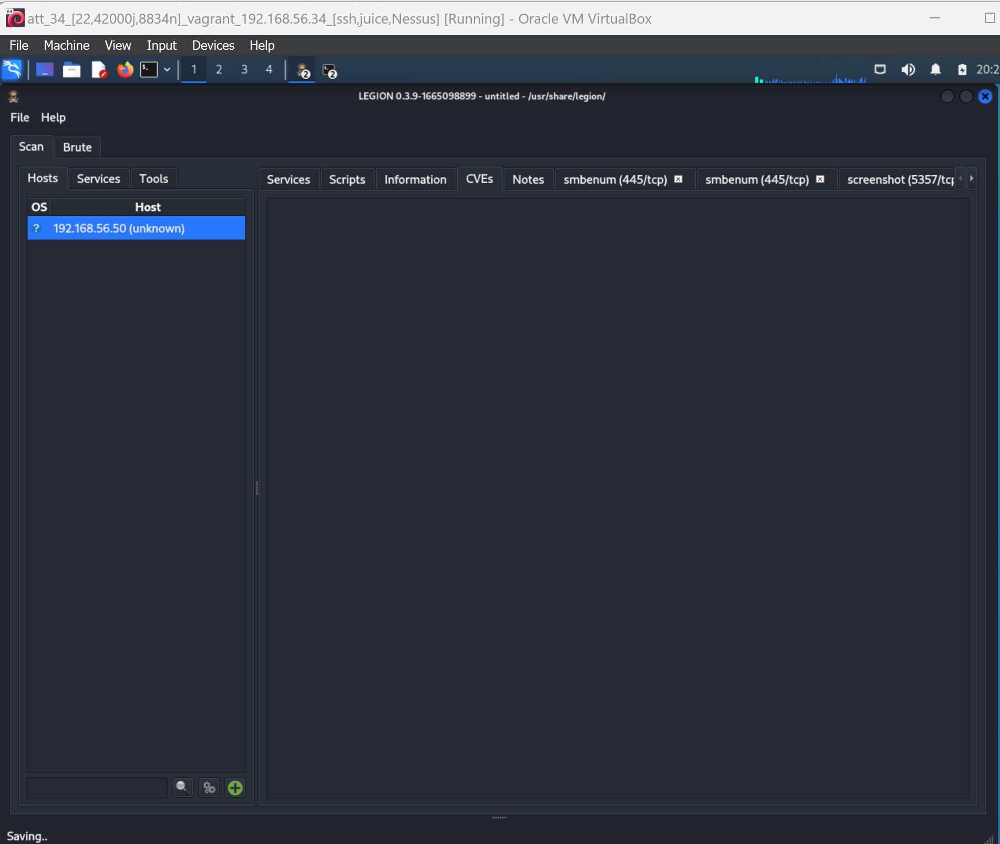 att_34_[22,42000j,8834n]_vagrant_192.168.56.34_[ssh,juice,Nessus] [Running] - Oracle VM VirtualBox
File Machine View Input Devices Help
1 2 3 4 2 2 20:2
LEGION 0.3.9-1665098899 - untitled - /usr/share/legion/
File Help
Scan Brute
Hosts Services Tools
Services Scripts Information CVEs Notes smbenum (445/tcp) smbenum (445/tcp) screenshot (5357/tcp
OS Host
? 192.168.56.50 (unknown)
Saving..